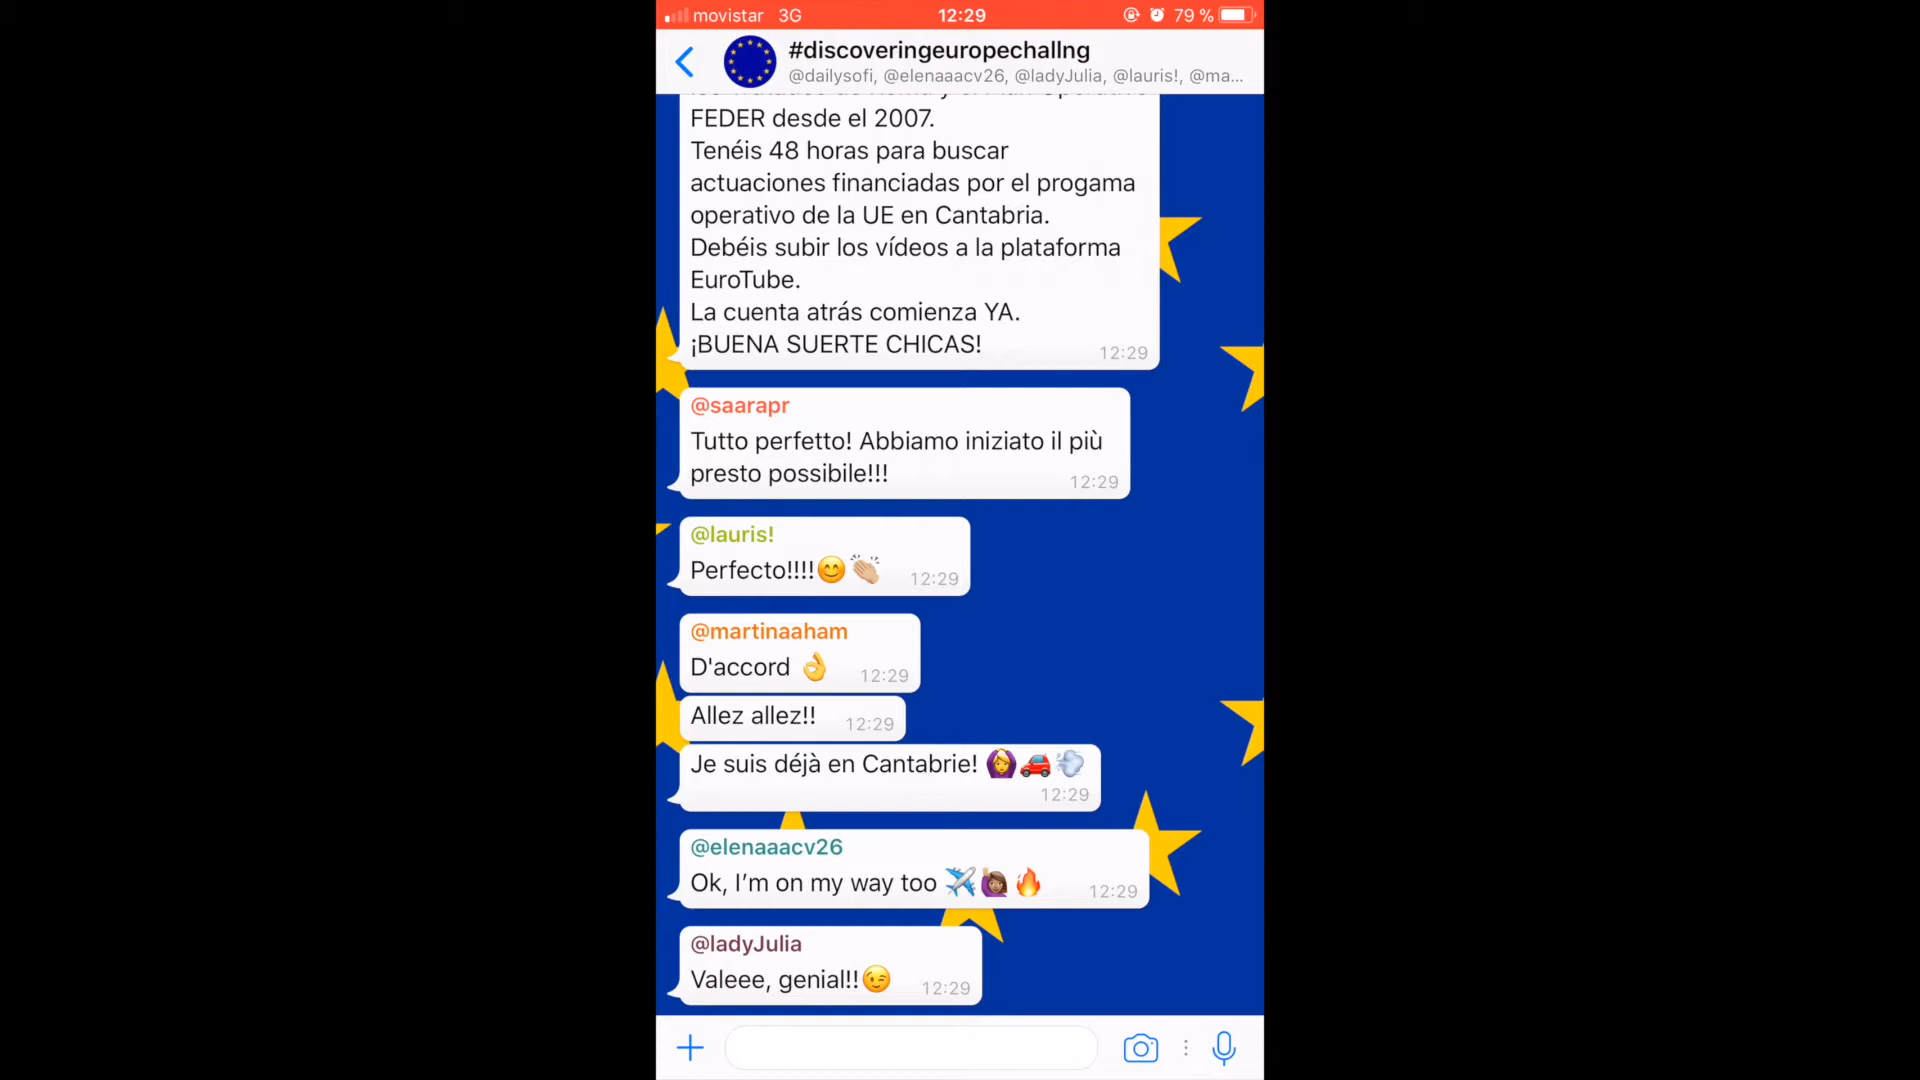 movistar 3G 12:29 79 %
#discoveringeuropechallng
@dailysofi, @elenaaacv26, @ladyJulia, @lauris!, @ma...
FEDER desde el 2007.
Tenéis 48 horas para buscar
actuaciones financiadas por el progama
operativo de la UE en Cantabria.
Debéis subir los vídeos a la plataforma
EuroTube.
La cuenta atrás comienza YA.
¡BUENA SUERTE CHICAS!
12:29
@saarapr
Tutto perfetto! Abbiamo iniziato il più
presto possibile!!!
12:29
@lauris!
Perfecto!!!!😊👏🏼 12:29
@martinaaham
D'accord 👌 12:29
Allez allez!! 12:29
Je suis déjà en Cantabrie! 🙆‍♀️🚗💨
12:29
@elenaaacv26
Ok, I’m on my way too ✈️🙋🏽‍♀️🔥 12:29
@ladyJulia
Valeee, genial!!😉 12:29